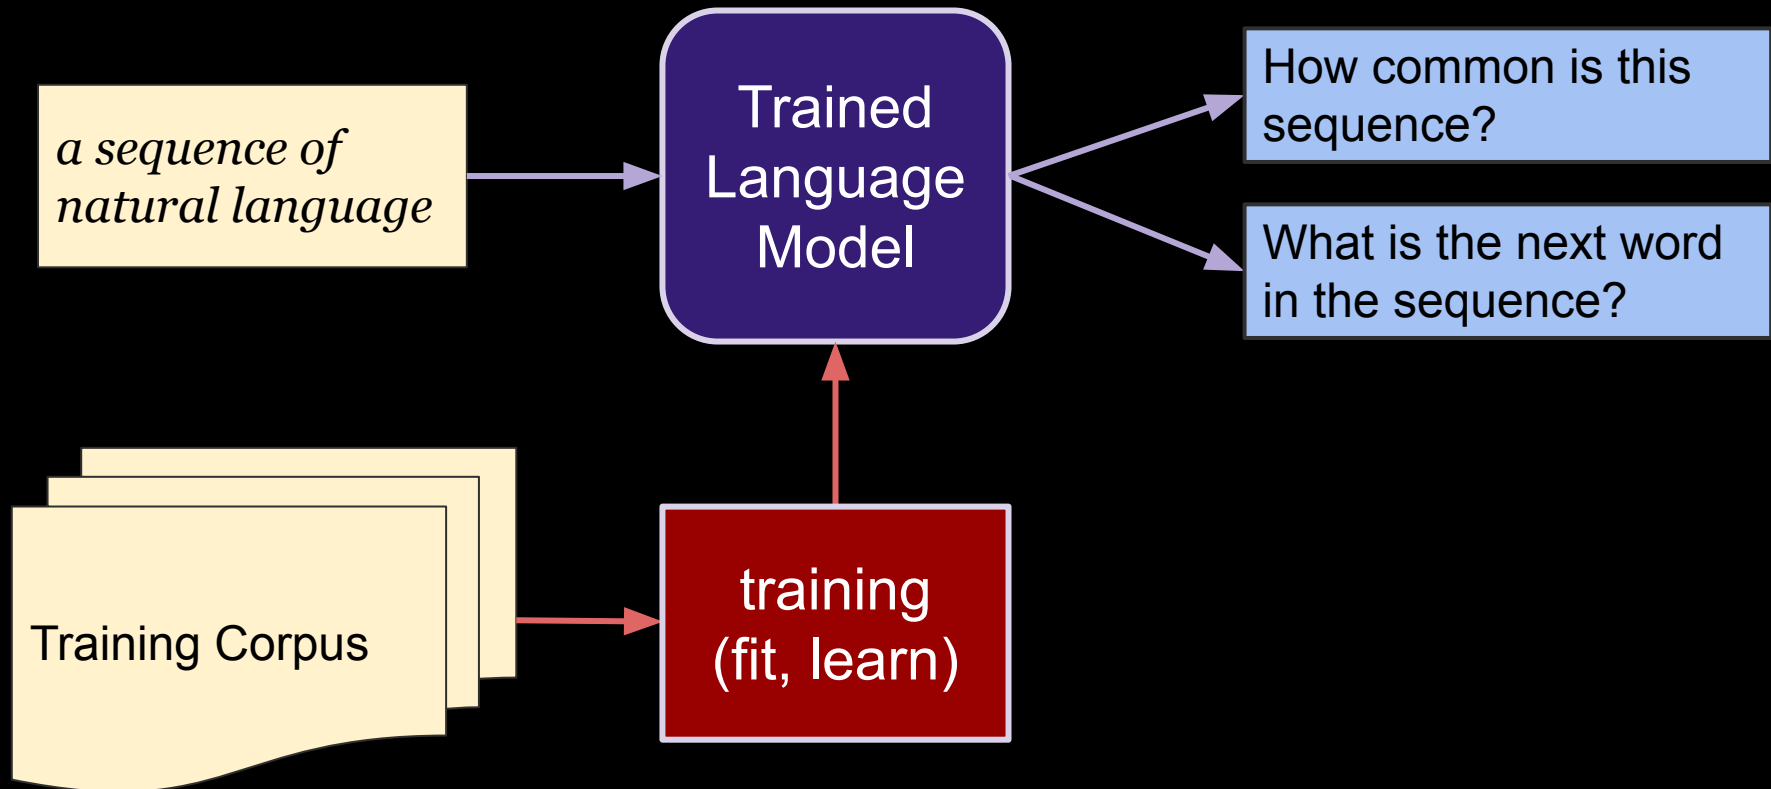 a sequence of
natural language
Trained
Language
Model
How common is this
sequence?
What is the next word
in the sequence?
Training Corpus
training
(fit, learn)